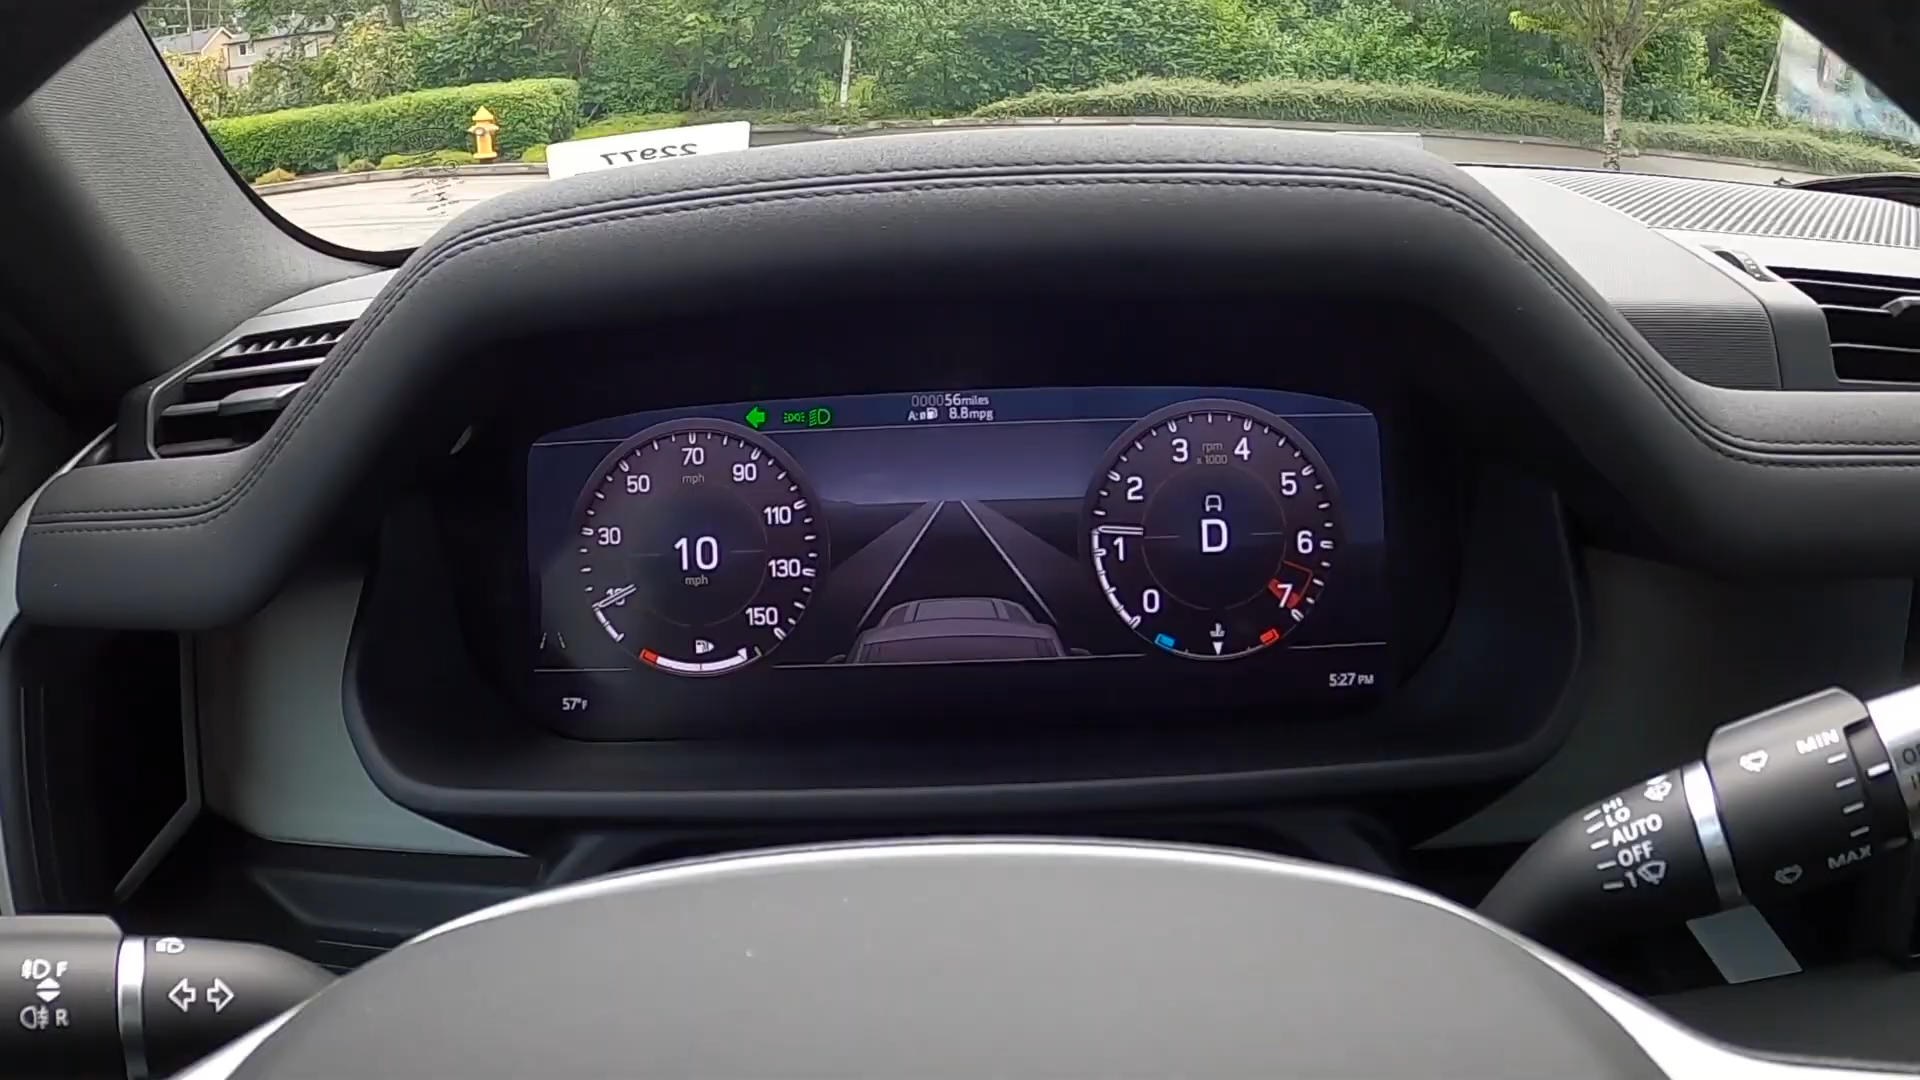 22977
000056miles
A:ø 8.8mpg
10
30
50
70
90
110
130
150
mph
10
mph
0
1
2
3
4
5
6
7
rpm
x 1000
D
57°F
5:27 PM
MIN
MAX
HI
LO
AUTO
OFF
1
F
R